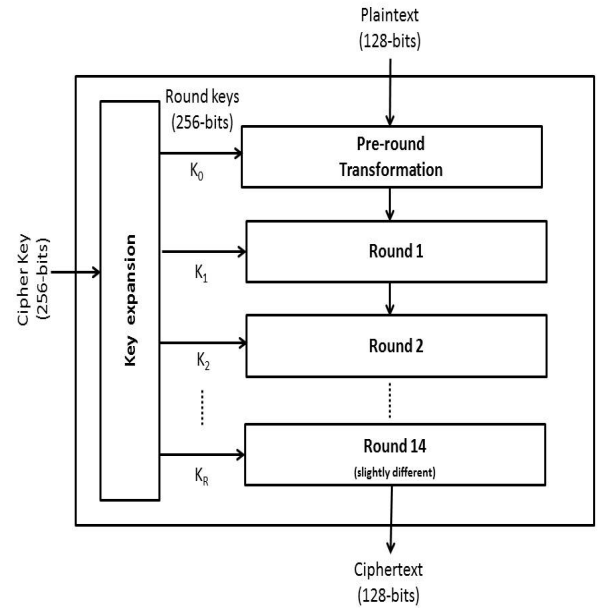 Plaintext
(128-bits)
Round keys
(256-bits)
Pre-round
Transformation
K0
Cipher Key
(256-bits)
Key expansion
Round 1
K1
Round 2
K2
Round 14
(slightly different)
KR
Ciphertext
(128-bits)